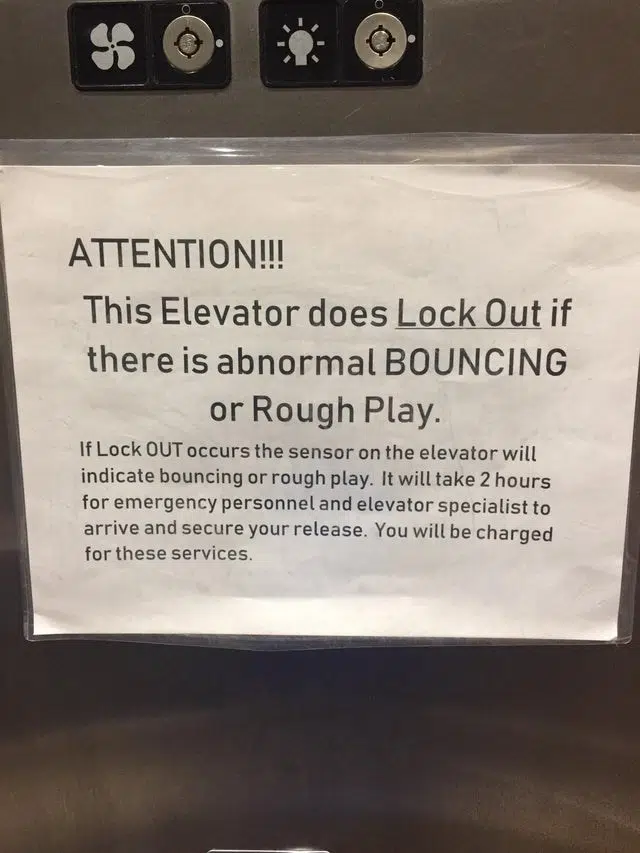 ATTENTION!!!
This Elevator does Lock Out if
there is abnormal BOUNCING
or Rough Play.
If Lock OUT occurs the sensor on the elevator will
indicate bouncing or rough play. It will take 2 hours
for emergency personnel and elevator specialist to
arrive and secure your release. You will be charged
for these services.